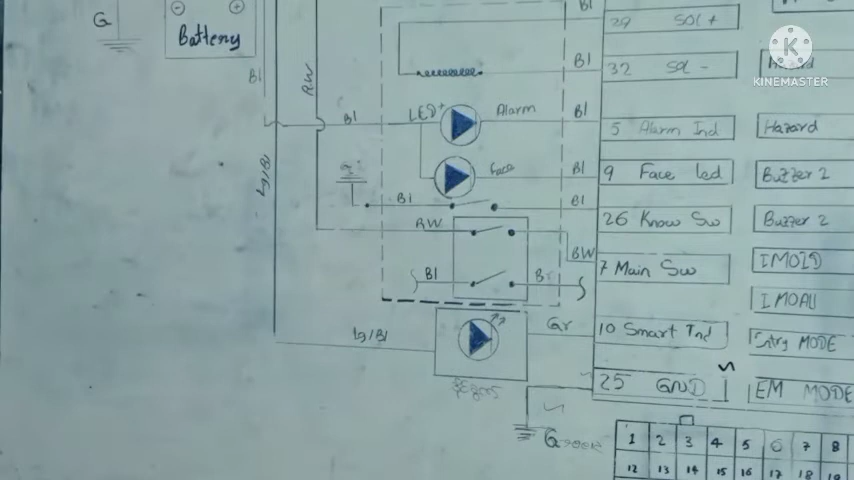 G
Battery
Bl
29 Sol +
Bl
32 Sol -
KINEMASTER
RW
Bl
LED+
Alarm
Bl
5 Alarm Ind
Hazard
Face
Bl
9 Face Led
Buzzer 2
Lg/Bl
Bl
Bl
26 Know Sw
Buzzer 2
RW
BW
7 Main Sw
IMOID
Bl
Br
IMOAU
Lg/Bl
Gr
10 Smart Ind
Entry MODE
25 GND
EM MODE
Green
1 2 3 4 5 6 7 8
12 13 14 15 16 17 18 19